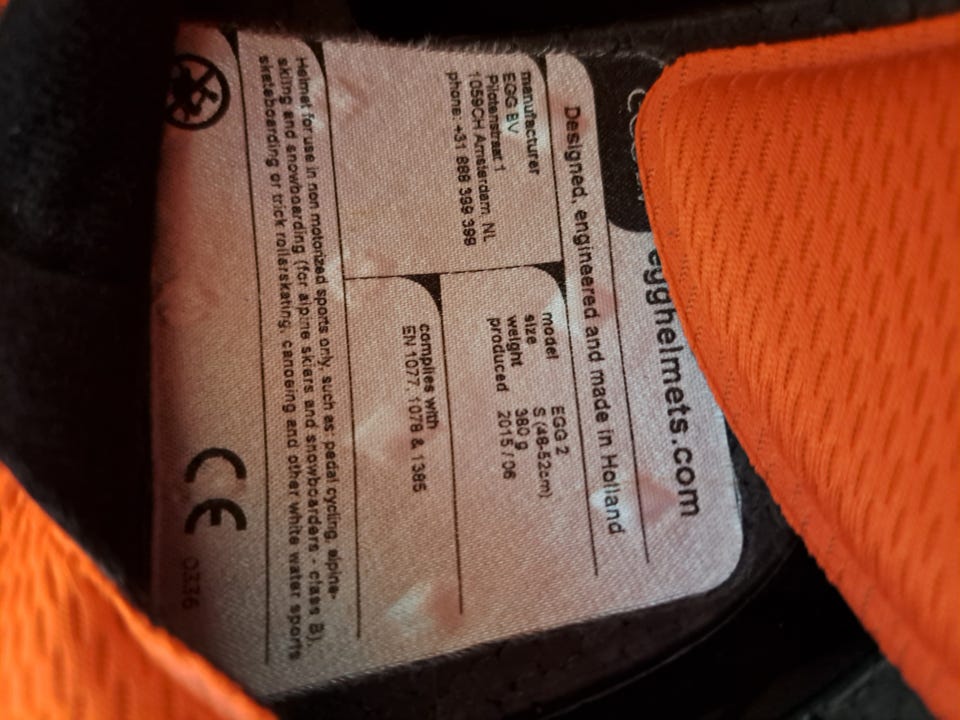 egghelmets.com
Designed, engineered and made in Holland
manufacturer
EGG BV
Pilotenstraat 1
1059CH Amsterdam, NL
phone: +31 888 399 399
model EGG 2
size S (48-52cm)
weight 380 g
produced 2015 / 06
complies with
EN 1077, 1078 & 1385
Helmet for use in non motorized sports only, such as: pedal cycling, alpine-
skiing and snowboarding (for alpine skiers and snowboarders - class B),
skateboarding or trick rollerskating, canoeing and other white water sports
CE 0336